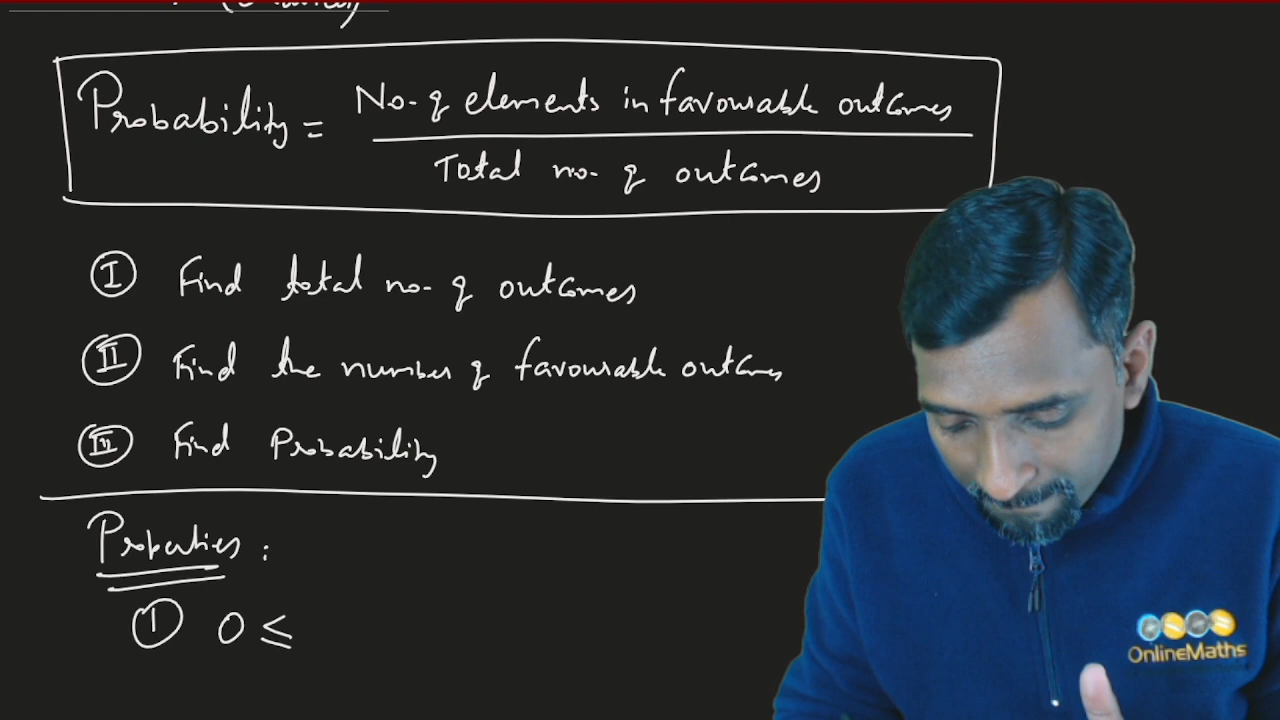 Probability = No. of elements in favourable outcomes
Total no. of outcomes
I Find total no. of outcomes
II Find the number of favourable outcomes
III Find Probability
Properties :
1 0 ≤
OnlineMaths